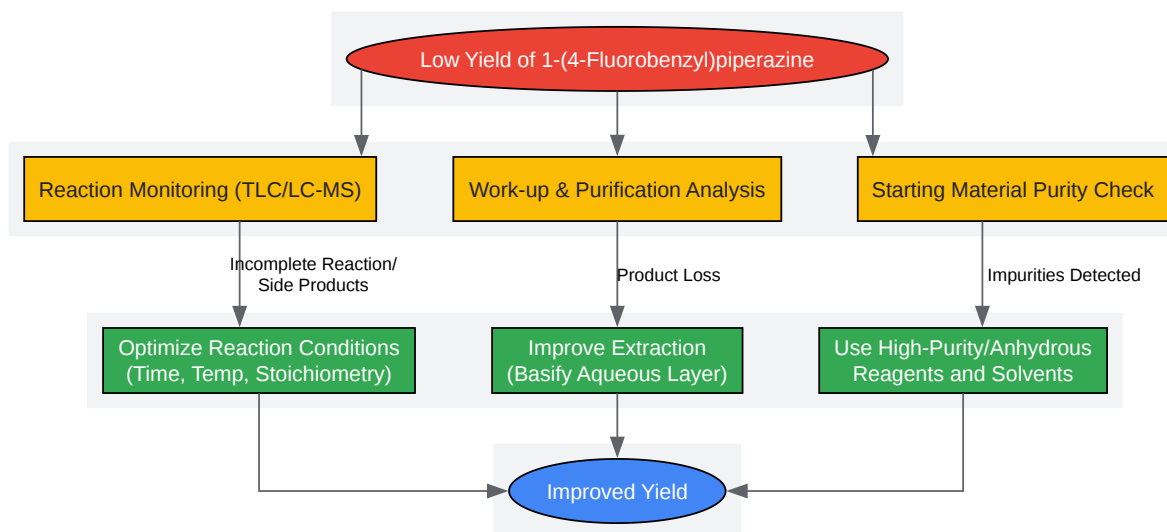 Low Yield of 1-(4-Fluorobenzyl)piperazine
Reaction Monitoring (TLC/LC-MS)
Work-up & Purification Analysis
Starting Material Purity Check
Incomplete Reaction/
Side Products
Product Loss
Impurities Detected
Optimize Reaction Conditions
(Time, Temp, Stoichiometry)
Improve Extraction
(Basify Aqueous Layer)
Use High-Purity/Anhydrous
Reagents and Solvents
Improved Yield